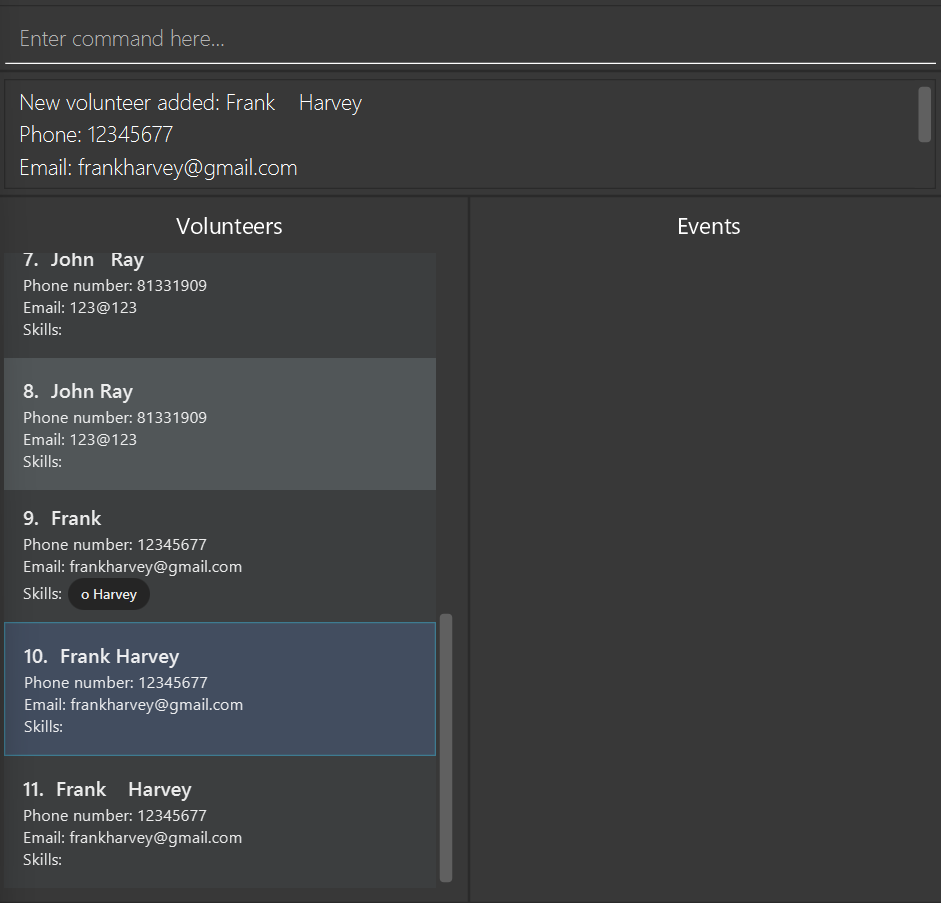 Enter command here...
New volunteer added: Frank    Harvey
Phone: 12345677
Email: frankharvey@gmail.com
Volunteers
Events
7.  John   Ray
Phone number: 81331909
Email: 123@123
Skills:
8.  John Ray
Phone number: 81331909
Email: 123@123
Skills:
9.  Frank
Phone number: 12345677
Email: frankharvey@gmail.com
Skills: o Harvey
10.  Frank Harvey
Phone number: 12345677
Email: frankharvey@gmail.com
Skills:
11.  Frank    Harvey
Phone number: 12345677
Email: frankharvey@gmail.com
Skills: